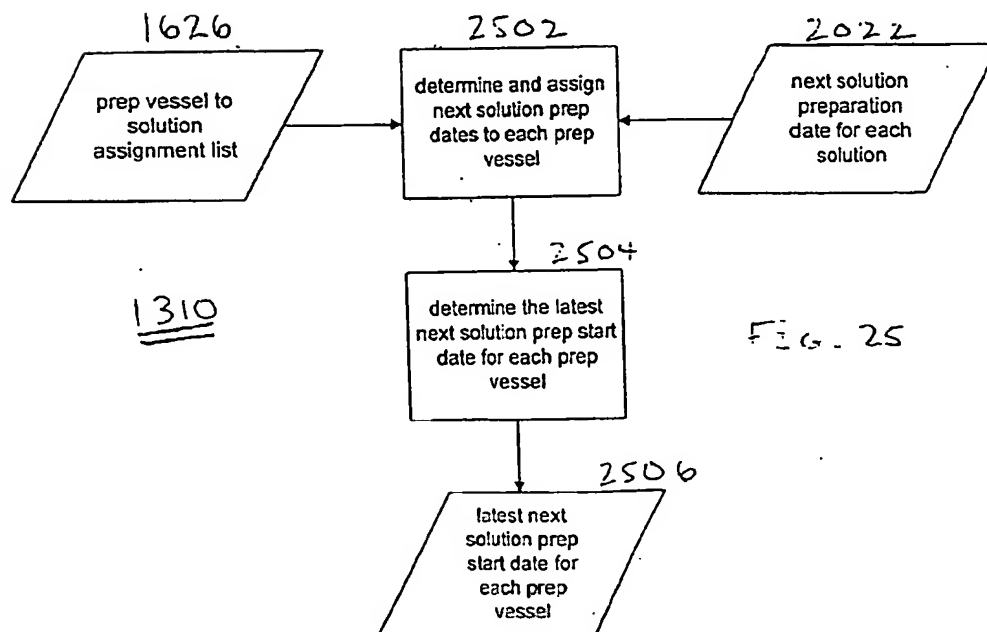 1626
2502
2022
prep vessel to
solution
assignment list
determine and assign
next solution prep
dates to each prep
vessel
next solution
preparation
date for each
solution
2504
1310
determine the latest
next solution prep start
date for each prep
vessel
FIG. 25
2506
latest next
solution prep
start date for
each prep
vessel